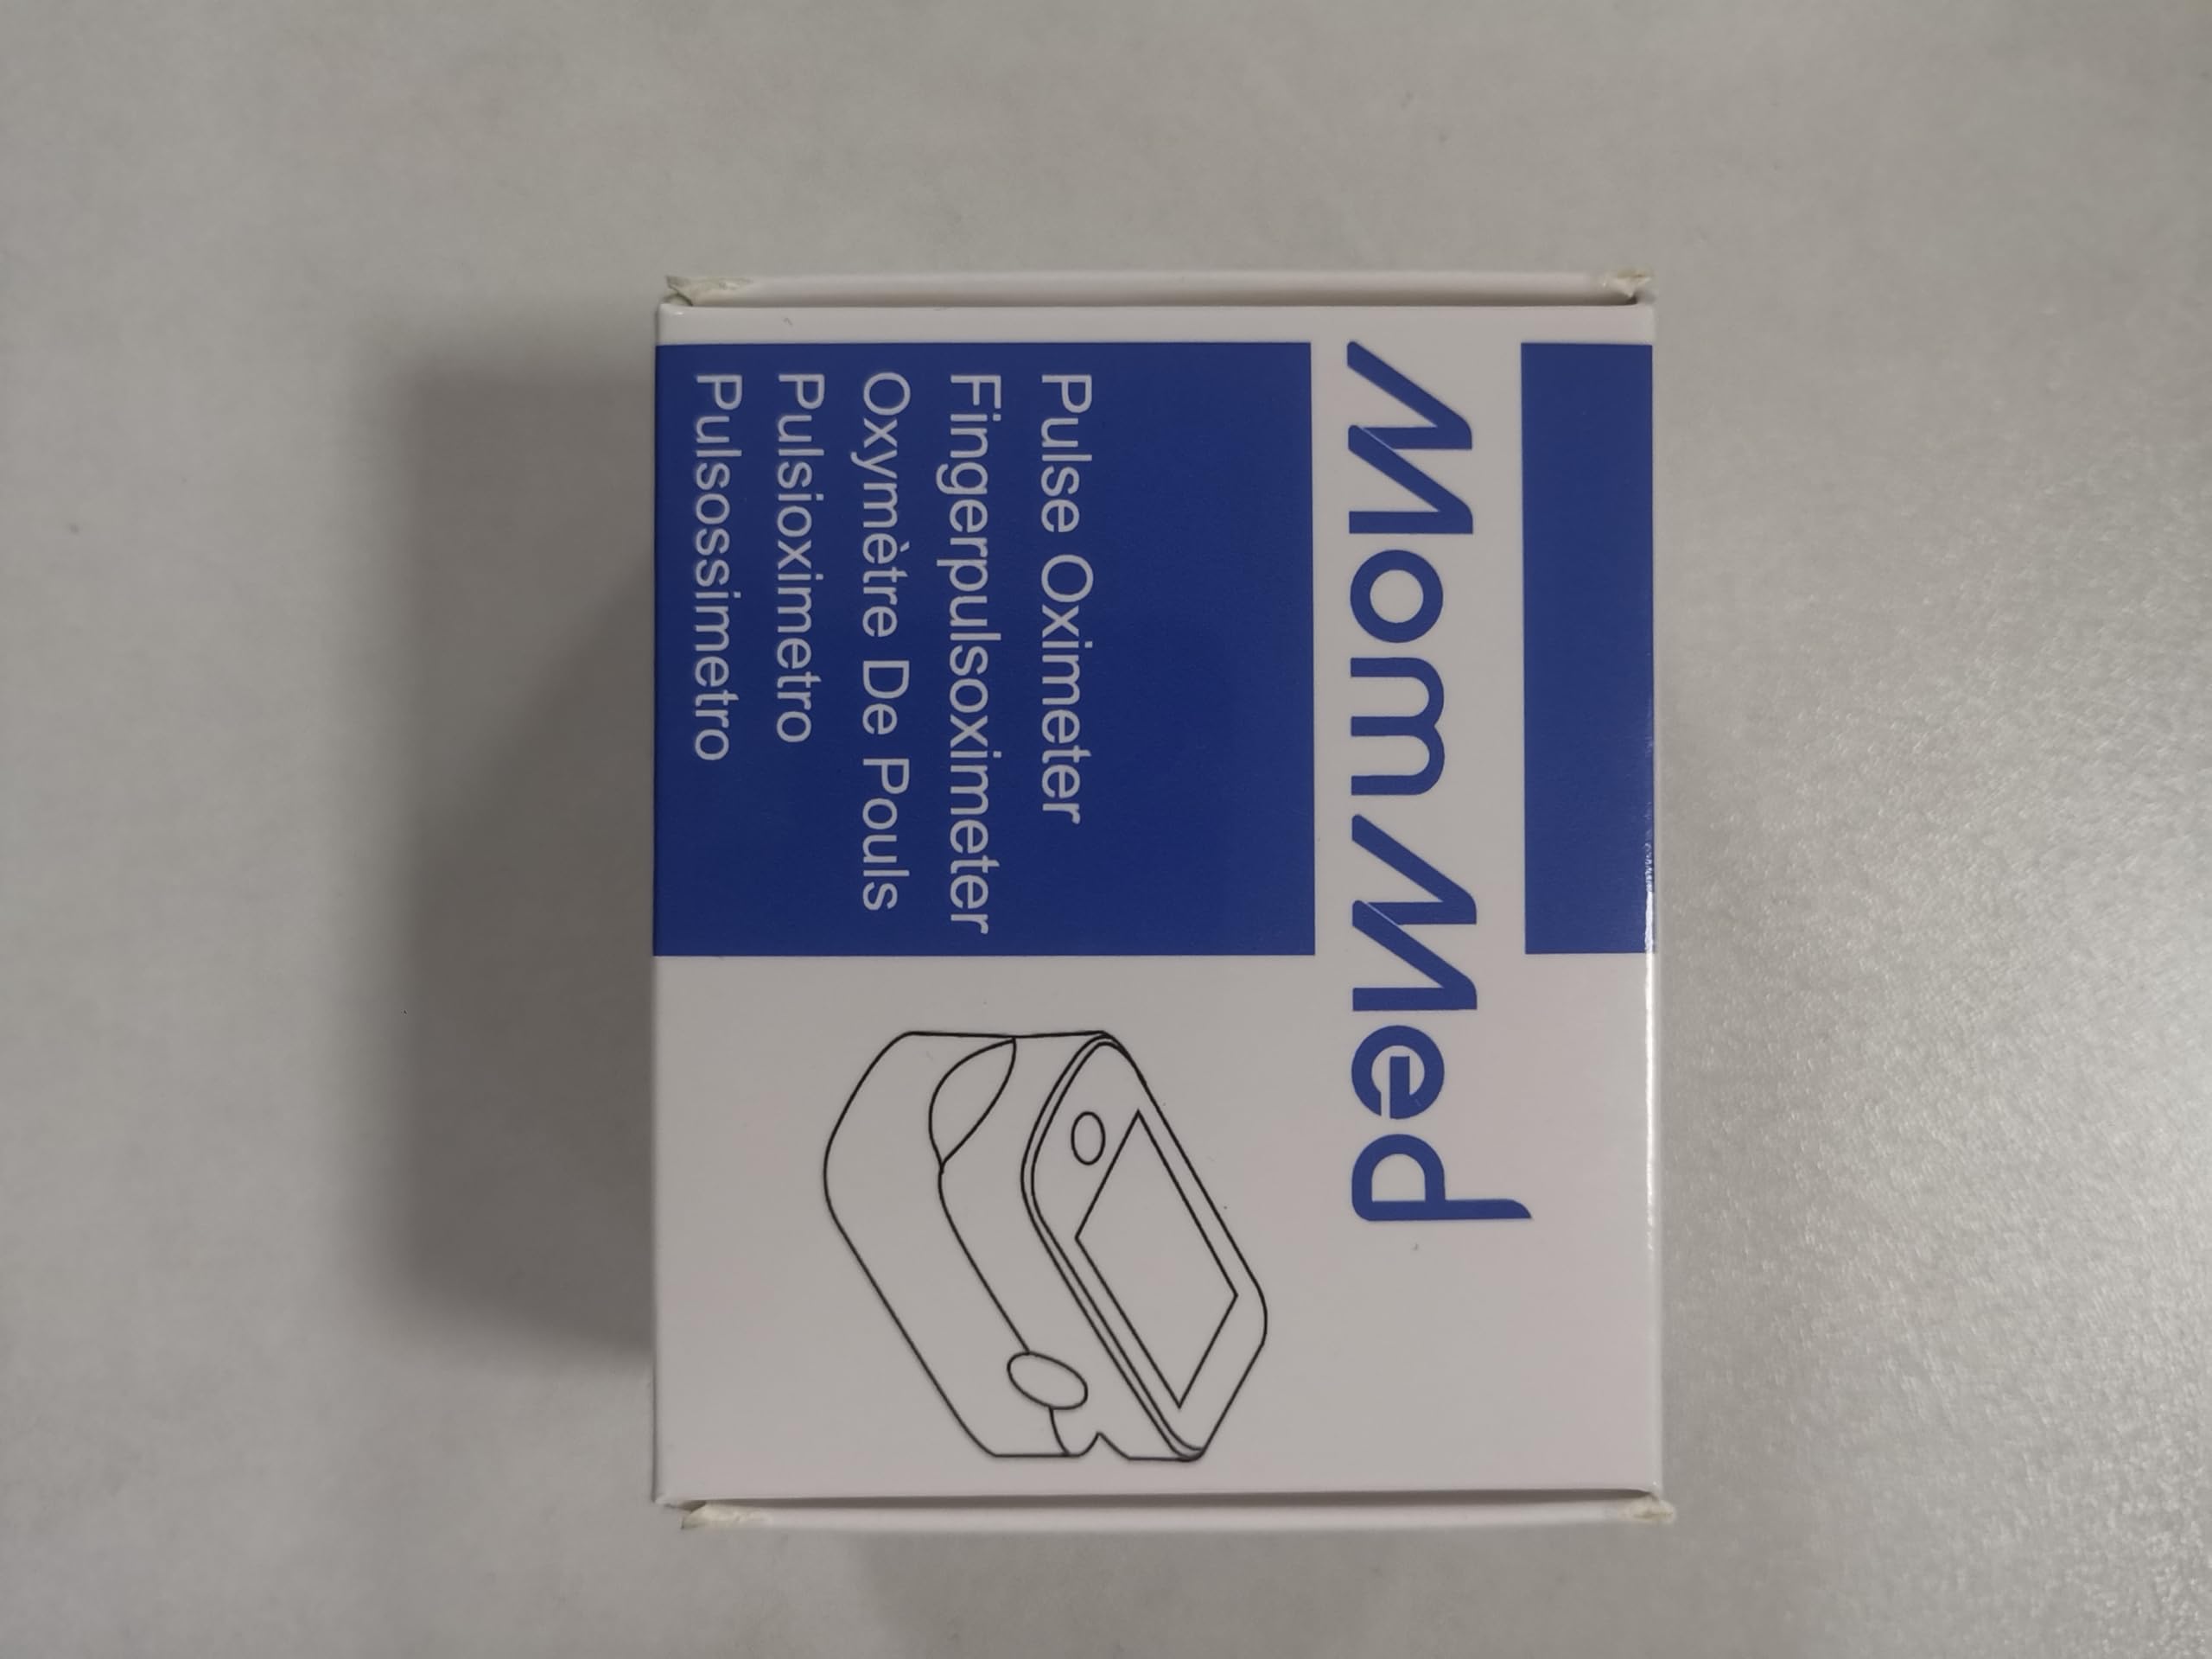 MomMed
Pulse Oximeter
Fingerpulsoximeter
Oxymètre De Pouls
Pulsioximetro
Pulsossimetro